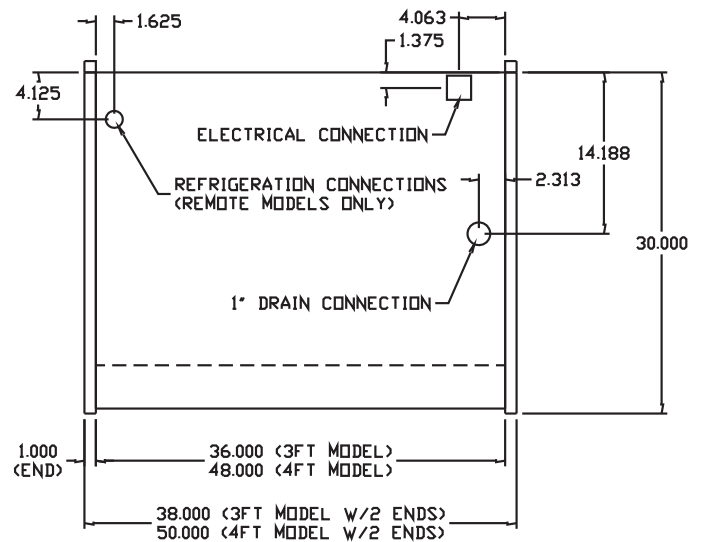 1.625
4.063
1.375
4.125
ELECTRICAL CONNECTION
14.188
REFRIGERATION CONNECTIONS
(REMOTE MODELS ONLY)
2.313
30.000
1" DRAIN CONNECTION
1.000
(END)
36.000 (3FT MODEL)
48.000 (4FT MODEL)
38.000 (3FT MODEL W/2 ENDS)
50.000 (4FT MODEL W/2 ENDS)